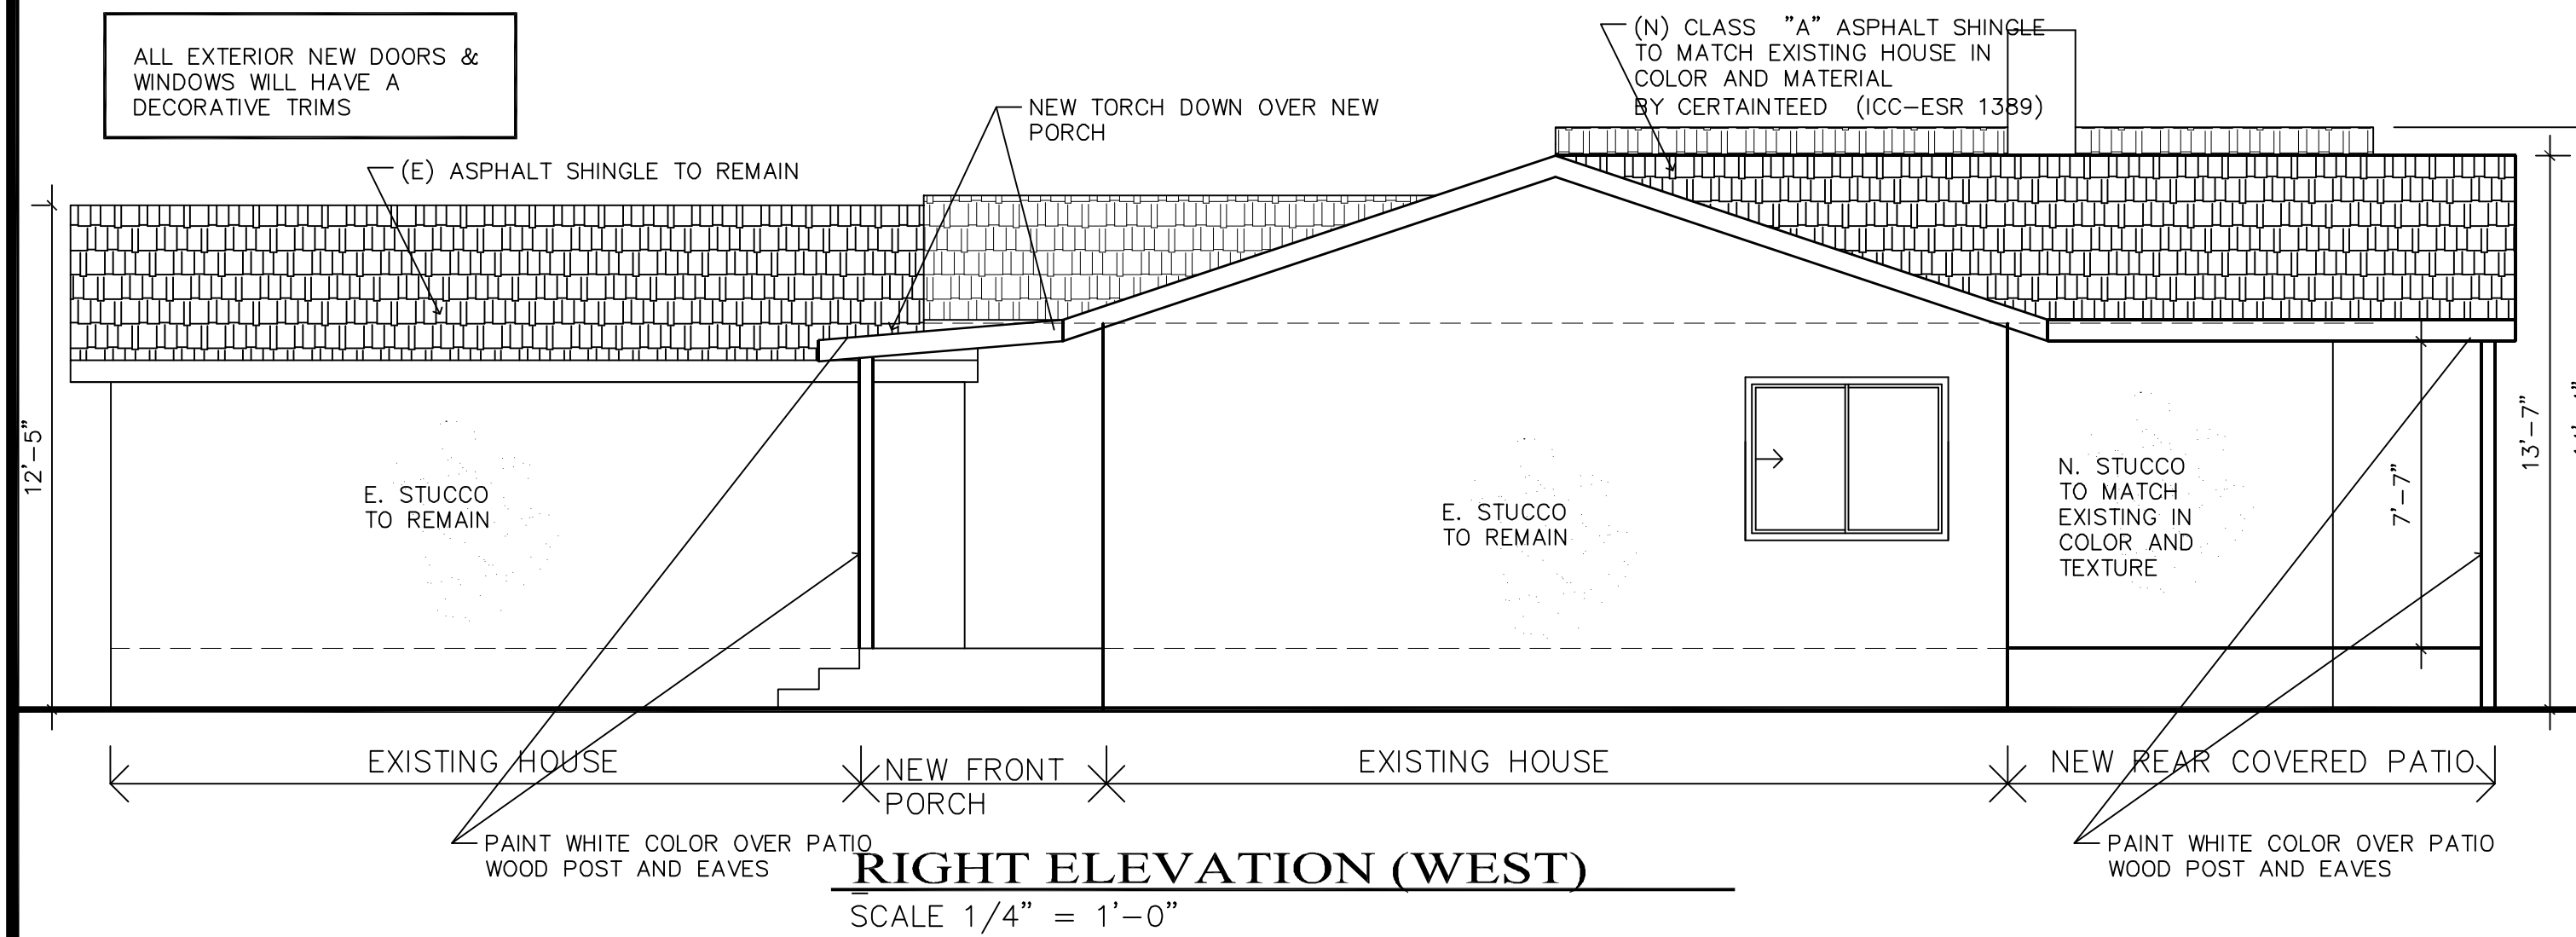 ALL EXTERIOR NEW DOORS &
WINDOWS WILL HAVE A
DECORATIVE TRIMS
(N) CLASS "A" ASPHALT SHINGLE
TO MATCH EXISTING HOUSE IN
COLOR AND MATERIAL
BY CERTAINTEED (ICC-ESR 1389)
NEW TORCH DOWN OVER NEW
PORCH
(E) ASPHALT SHINGLE TO REMAIN
12'-5"
E. STUCCO
TO REMAIN
E. STUCCO
TO REMAIN
N. STUCCO
TO MATCH
EXISTING IN
COLOR AND
TEXTURE
7'-7"
13'-7"
EXISTING HOUSE
NEW FRONT
PORCH
EXISTING HOUSE
NEW REAR COVERED PATIO
PAINT WHITE COLOR OVER PATIO
WOOD POST AND EAVES
PAINT WHITE COLOR OVER PATIO
WOOD POST AND EAVES
RIGHT ELEVATION (WEST)
SCALE 1/4" = 1'-0"